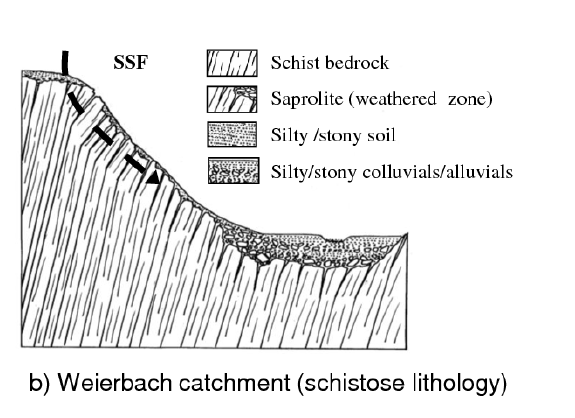 SSF
Schist bedrock
Saprolite (weathered zone)
Silty /stony soil
Silty/stony colluvials/alluvials
b) Weierbach catchment (schistose lithology)